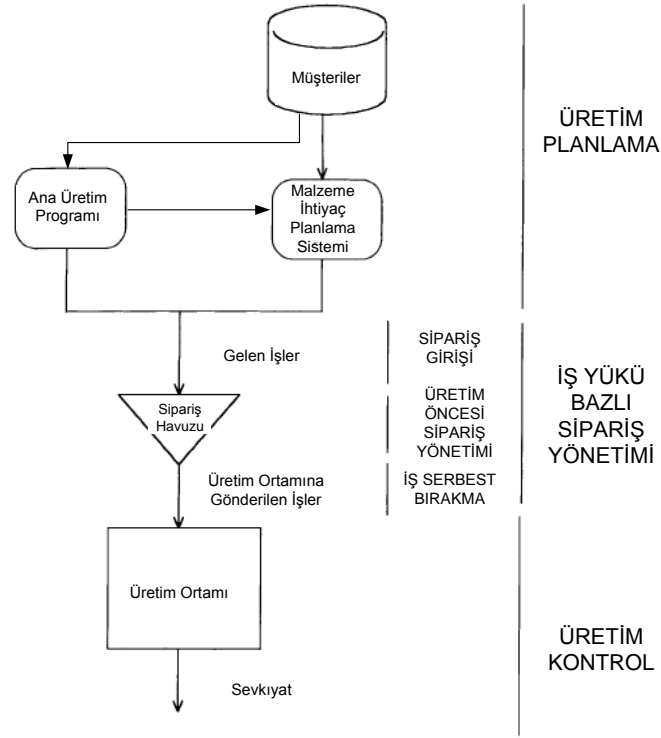 Müşteriler
ÜRETİM
PLANLAMA
Ana Üretim
Programı
Malzeme
İhtiyaç
Planlama
Sistemi
Gelen İşler
SİPARİŞ
GİRİŞİ
Sipariş
Havuzu
ÜRETİM
ÖNCESİ
SİPARİŞ
YÖNETİMİ
İŞ YÜKÜ
BAZLI
SİPARİŞ
YÖNETİMİ
Üretim Ortamına
Gönderilen İşler
İŞ SERBEST
BIRAKMA
Üretim Ortamı
ÜRETİM
KONTROL
Sevkıyat